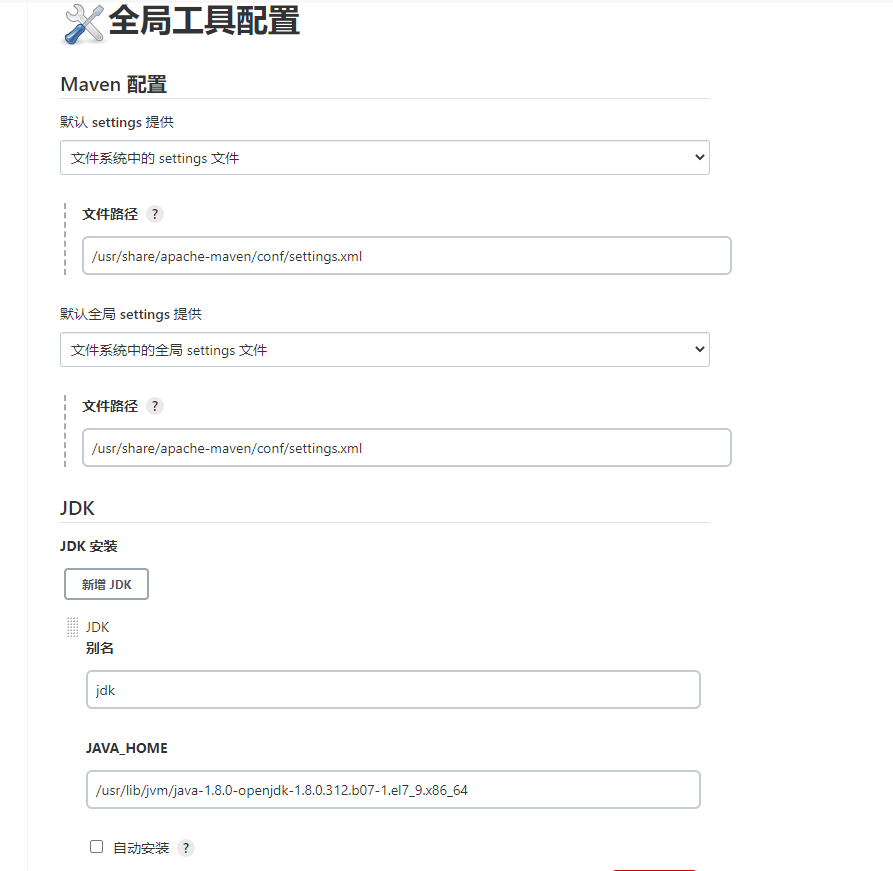 全局工具配置
Maven 配置
默认 settings 提供
文件系统中的 settings 文件
文件路径 ?
/usr/share/apache-maven/conf/settings.xml
默认全局 settings 提供
文件系统中的全局 settings 文件
文件路径 ?
/usr/share/apache-maven/conf/settings.xml
JDK
JDK 安装
新增 JDK
JDK
别名
jdk
JAVA_HOME
/usr/lib/jvm/java-1.8.0-openjdk-1.8.0.312.b07-1.el7_9.x86_64
自动安装 ?